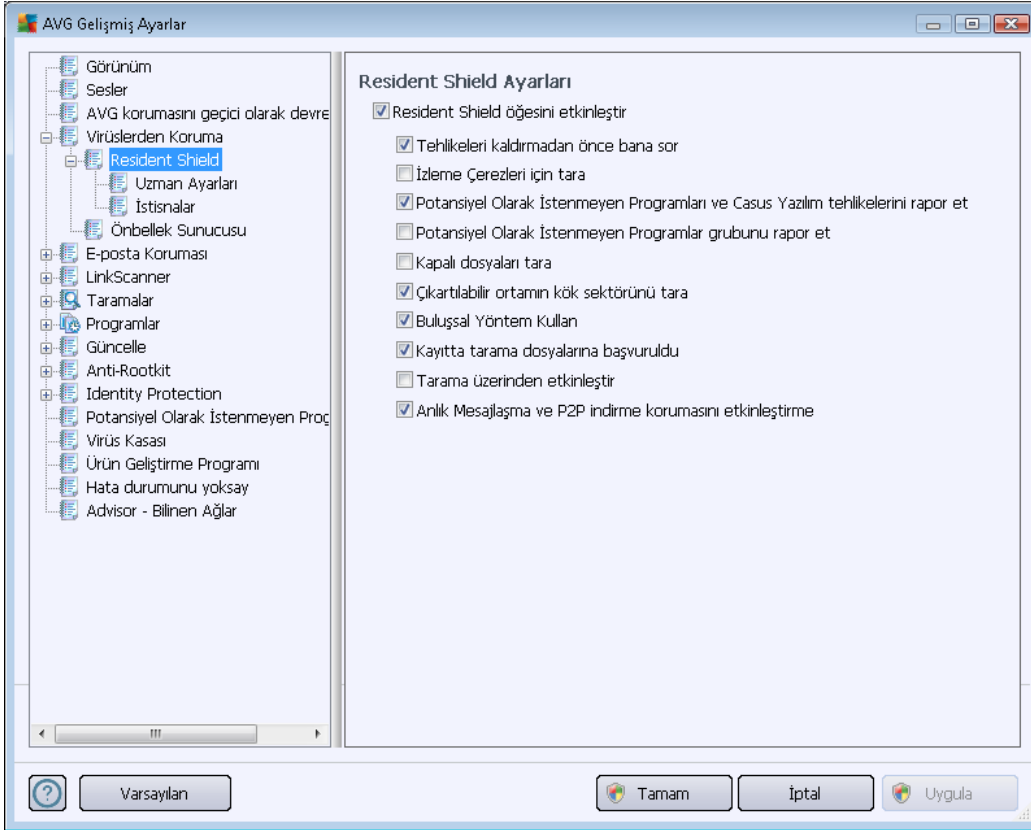 AVG Gelişmiş Ayarlar
Görünüm
Sesler
AVG korumasını geçici olarak devre
Virüslerden Koruma
Resident Shield
Uzman Ayarları
İstisnalar
Önbellek Sunucusu
E-posta Koruması
LinkScanner
Taramalar
Programlar
Güncelle
Anti-Rootkit
Identity Protection
Potansiyel Olarak İstenmeyen Prog
Virüs Kasası
Ürün Geliştirme Programı
Hata durumunu yoksay
Advisor - Bilinen Ağlar
Resident Shield Ayarları
Resident Shield öğesini etkinleştir
Tehlikeleri kaldırmadan önce bana sor
İzleme Çerezleri için tara
Potansiyel Olarak İstenmeyen Programları ve Casus Yazılım tehlikelerini rapor et
Potansiyel Olarak İstenmeyen Programlar grubunu rapor et
Kapalı dosyaları tara
Çıkartılabilir ortamın kök sektörünü tara
Buluşsal Yöntem Kullan
Kayıtta tarama dosyalarına başvuruldu
Tarama üzerinden etkinleştir
Anlık Mesajlaşma ve P2P indirme korumasını etkinleştirme
Varsayılan
Tamam
İptal
Uygula